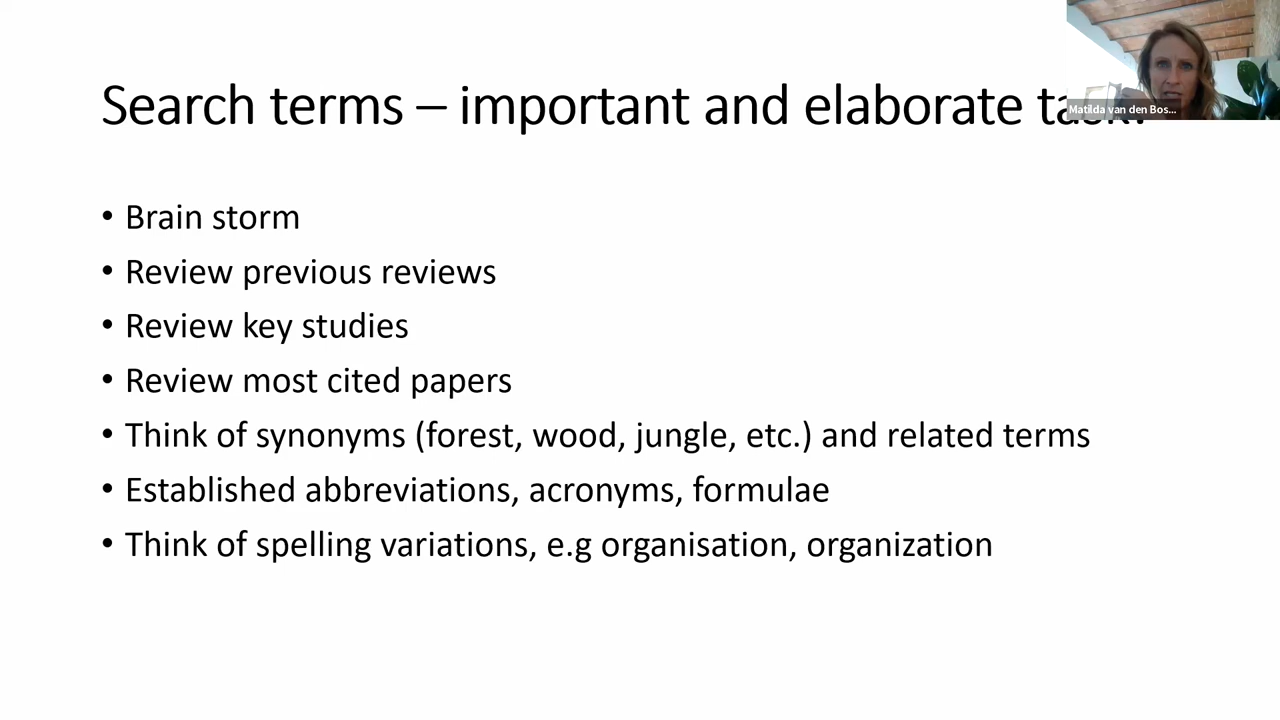 Search terms – important and elaborate task!
Matilda van den Bos...
• Brain storm
• Review previous reviews
• Review key studies
• Review most cited papers
• Think of synonyms (forest, wood, jungle, etc.) and related terms
• Established abbreviations, acronyms, formulae
• Think of spelling variations, e.g organisation, organization